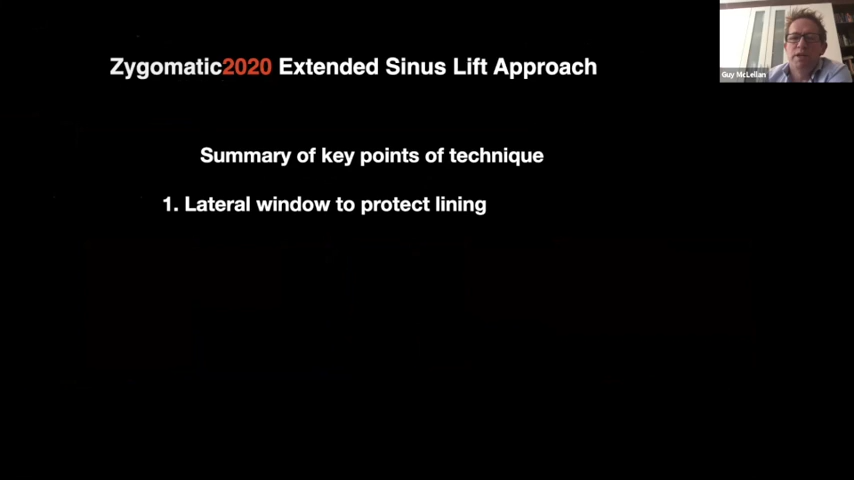 Zygomatic2020 Extended Sinus Lift Approach
Guy McLellan
Summary of key points of technique
1. Lateral window to protect lining